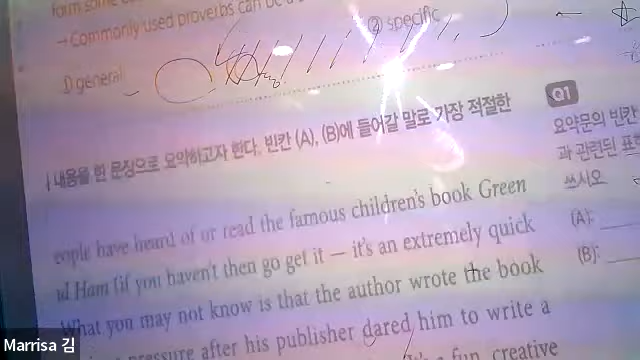 form some
→ Commonly used proverbs can be
② specific
1) general
내용을 한 문장으로 요약하고자 한다. 빈칸 (A), (B)에 들어갈 말로 가장 적절한
Q1
요약문의 빈칸
과 관련된 표
쓰시오
(A):
(B):
eople have heard of or read the famous children's book Green
Ham (if you haven't then go get it — it's an extremely quick
What you may not know is that the author wrote the book
pressure after his publisher dared him to write a
fun, creative
Marrisa 김